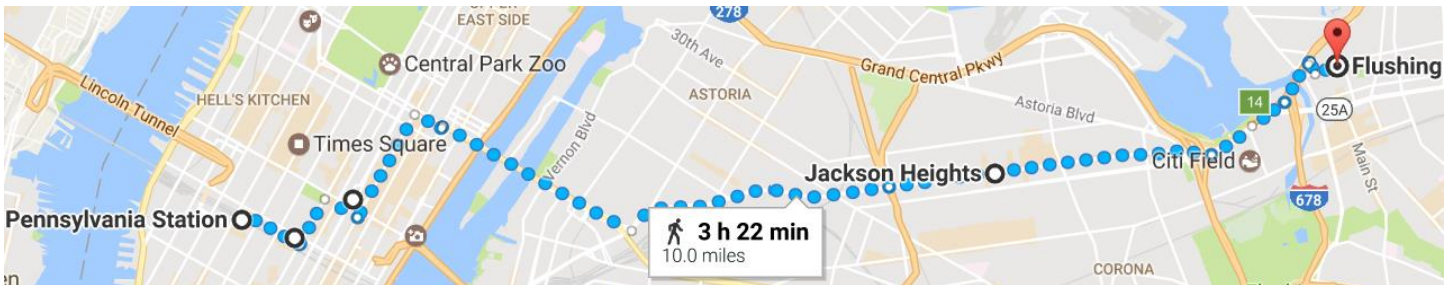 278
EAST SIDE
30th Ave
Grand Central Pkwy
Central Park Zoo
Flushing
Lincoln Tunnel
HELL'S KITCHEN
ASTORIA
Astoria Blvd
14
25A
Times Square
Vernon Blvd
Jackson Heights
Citi Field
Main St
678
Pennsylvania Station
3 h 22 min
10.0 miles
CORONA